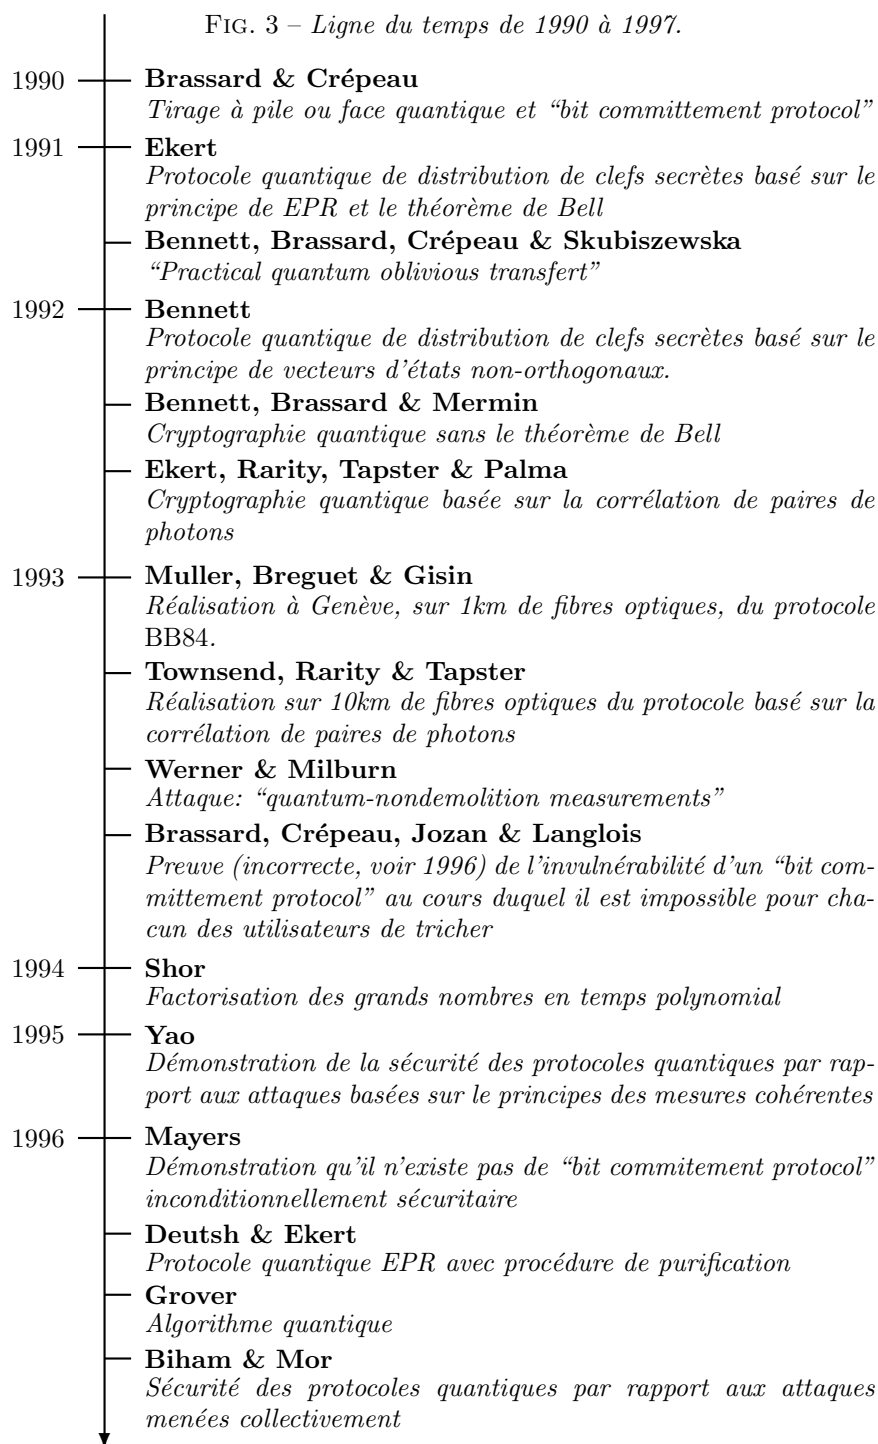 FIG. 3 – Ligne du temps de 1990 à 1997.
1990 Brassard & Crépeau
Tirage à pile ou face quantique et “bit committement protocol”
1991 Ekert
Protocole quantique de distribution de clefs secrètes basé sur le
principe de EPR et le théorème de Bell
Bennett, Brassard, Crépeau & Skubiszewska
“Practical quantum oblivious transfert”
1992 Bennett
Protocole quantique de distribution de clefs secrètes basé sur le
principe de vecteurs d'états non-orthogonaux.
Bennett, Brassard & Mermin
Cryptographie quantique sans le théorème de Bell
Ekert, Rarity, Tapster & Palma
Cryptographie quantique basée sur la corrélation de paires de
photons
1993 Muller, Breguet & Gisin
Réalisation à Genève, sur 1km de fibres optiques, du protocole
BB84.
Townsend, Rarity & Tapster
Réalisation sur 10km de fibres optiques du protocole basé sur la
corrélation de paires de photons
Werner & Milburn
Attaque: “quantum-nondemolition measurements”
Brassard, Crépeau, Jozan & Langlois
Preuve (incorrecte, voir 1996) de l'invulnérabilité d'un “bit com-
mittement protocol” au cours duquel il est impossible pour cha-
cun des utilisateurs de tricher
1994 Shor
Factorisation des grands nombres en temps polynomial
1995 Yao
Démonstration de la sécurité des protocoles quantiques par rap-
port aux attaques basées sur le principes des mesures cohérentes
1996 Mayers
Démonstration qu'il n'existe pas de “bit commitement protocol”
inconditionnellement sécuritaire
Deutsh & Ekert
Protocole quantique EPR avec procédure de purification
Grover
Algorithme quantique
Biham & Mor
Sécurité des protocoles quantiques par rapport aux attaques
menées collectivement